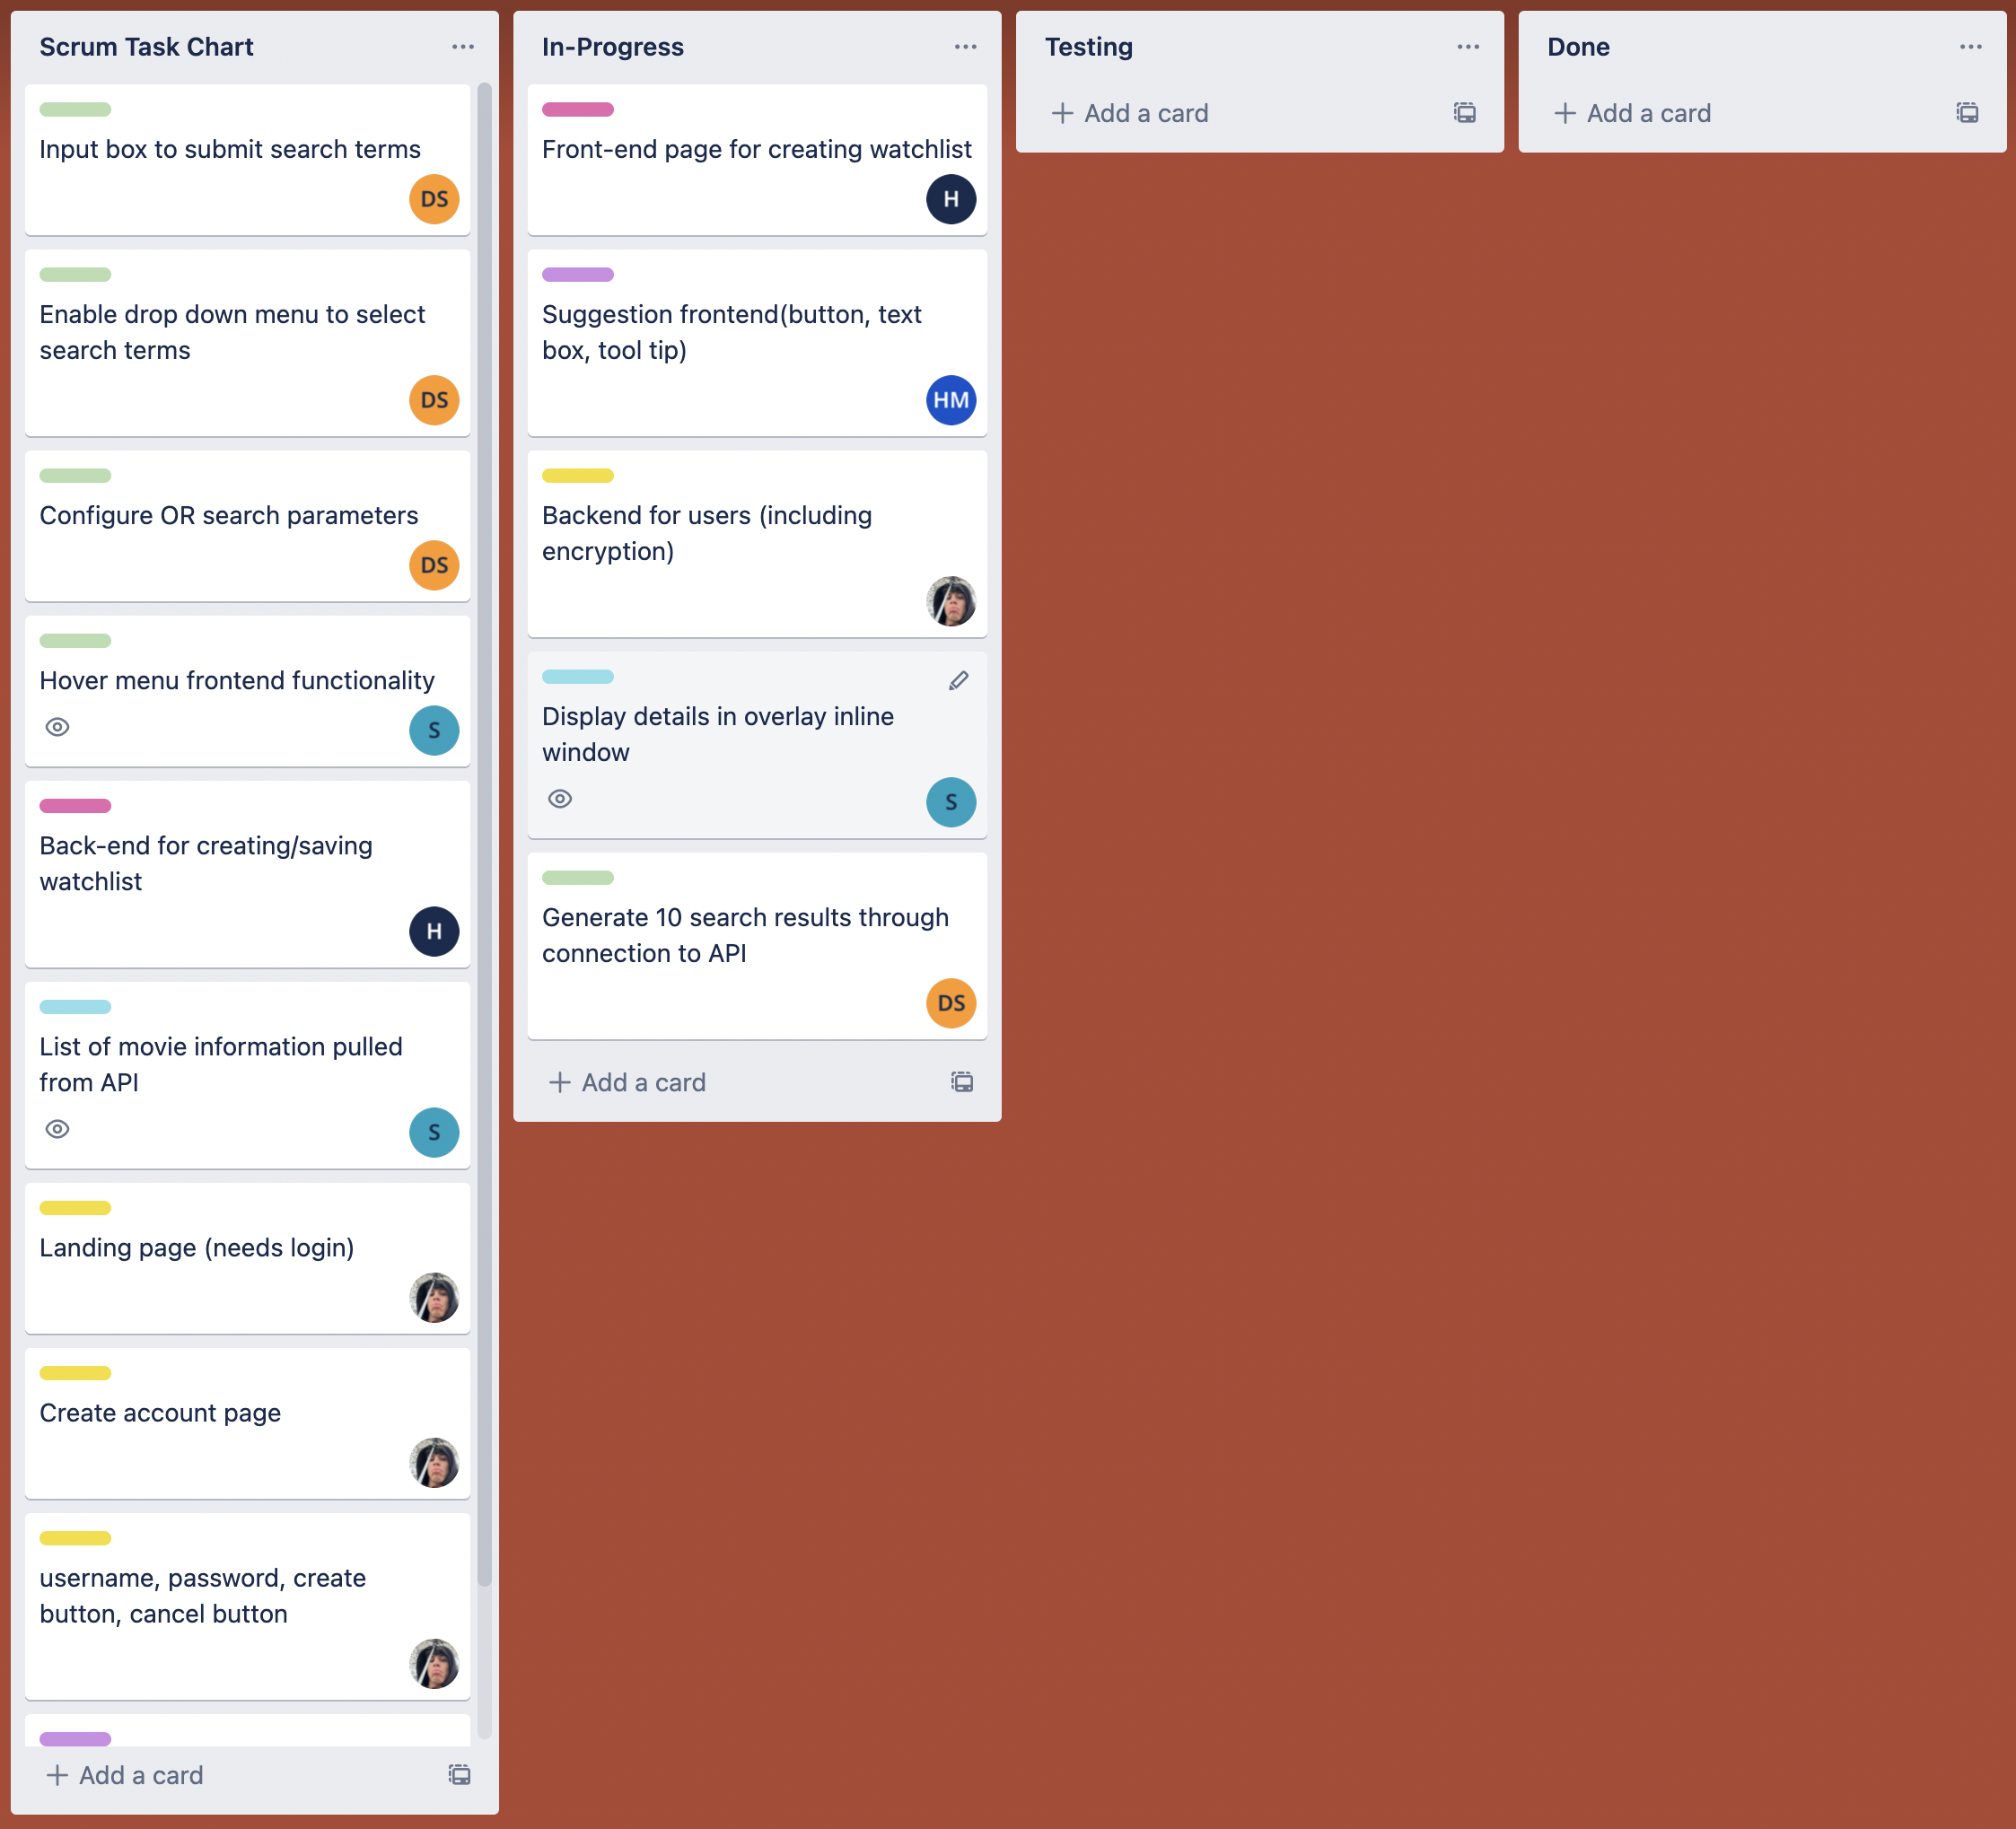 Scrum Task Chart
Input box to submit search terms
DS
Enable drop down menu to select
search terms
DS
Configure OR search parameters
DS
Hover menu frontend functionality
S
Back-end for creating/saving
watchlist
H
List of movie information pulled
from API
S
Landing page (needs login)
Create account page
username, password, create
button, cancel button
+ Add a card
In-Progress
Front-end page for creating watchlist
H
Suggestion frontend(button, text
box, tool tip)
HM
Backend for users (including
encryption)
Display details in overlay inline
window
S
Generate 10 search results through
connection to API
DS
+ Add a card
Testing
+ Add a card
Done
+ Add a card